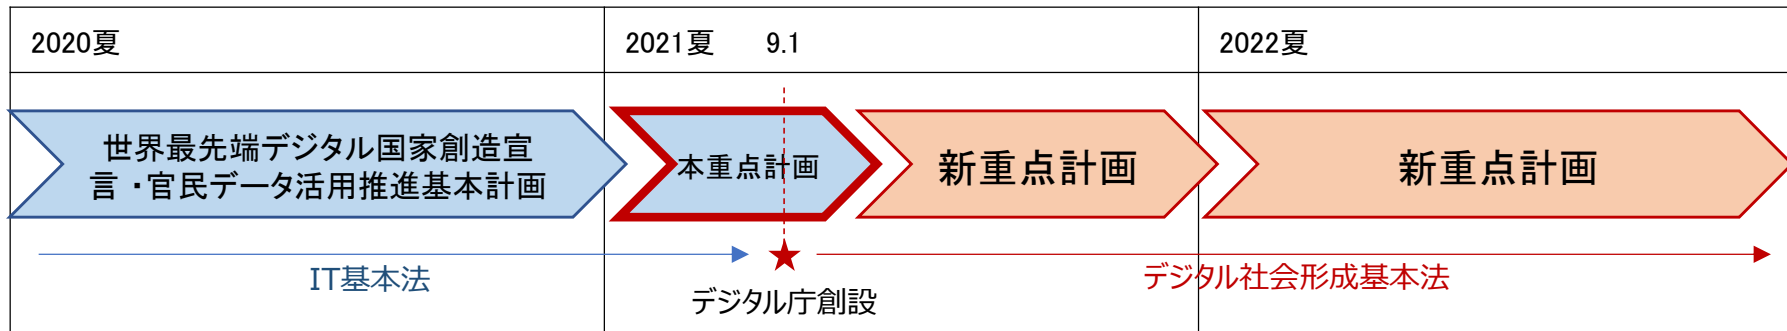 2020夏
2021夏 9.1
2022夏
世界最先端デジタル国家創造宣
言・官民データ活用推進基本計画
本重点計画
新重点計画
新重点計画
IT基本法
デジタル庁創設
デジタル社会形成基本法